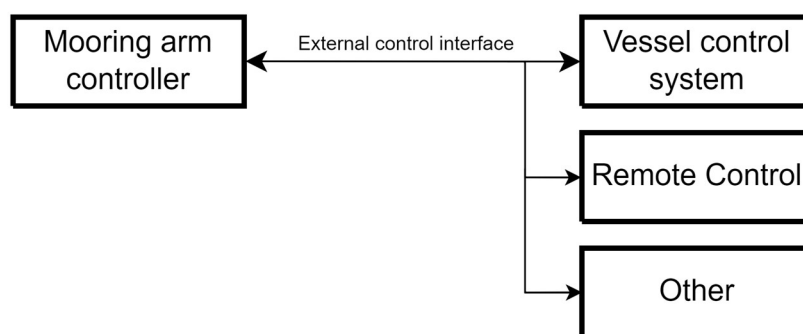 Mooring arm
controller
External control interface
Vessel control
system
Remote Control
Other